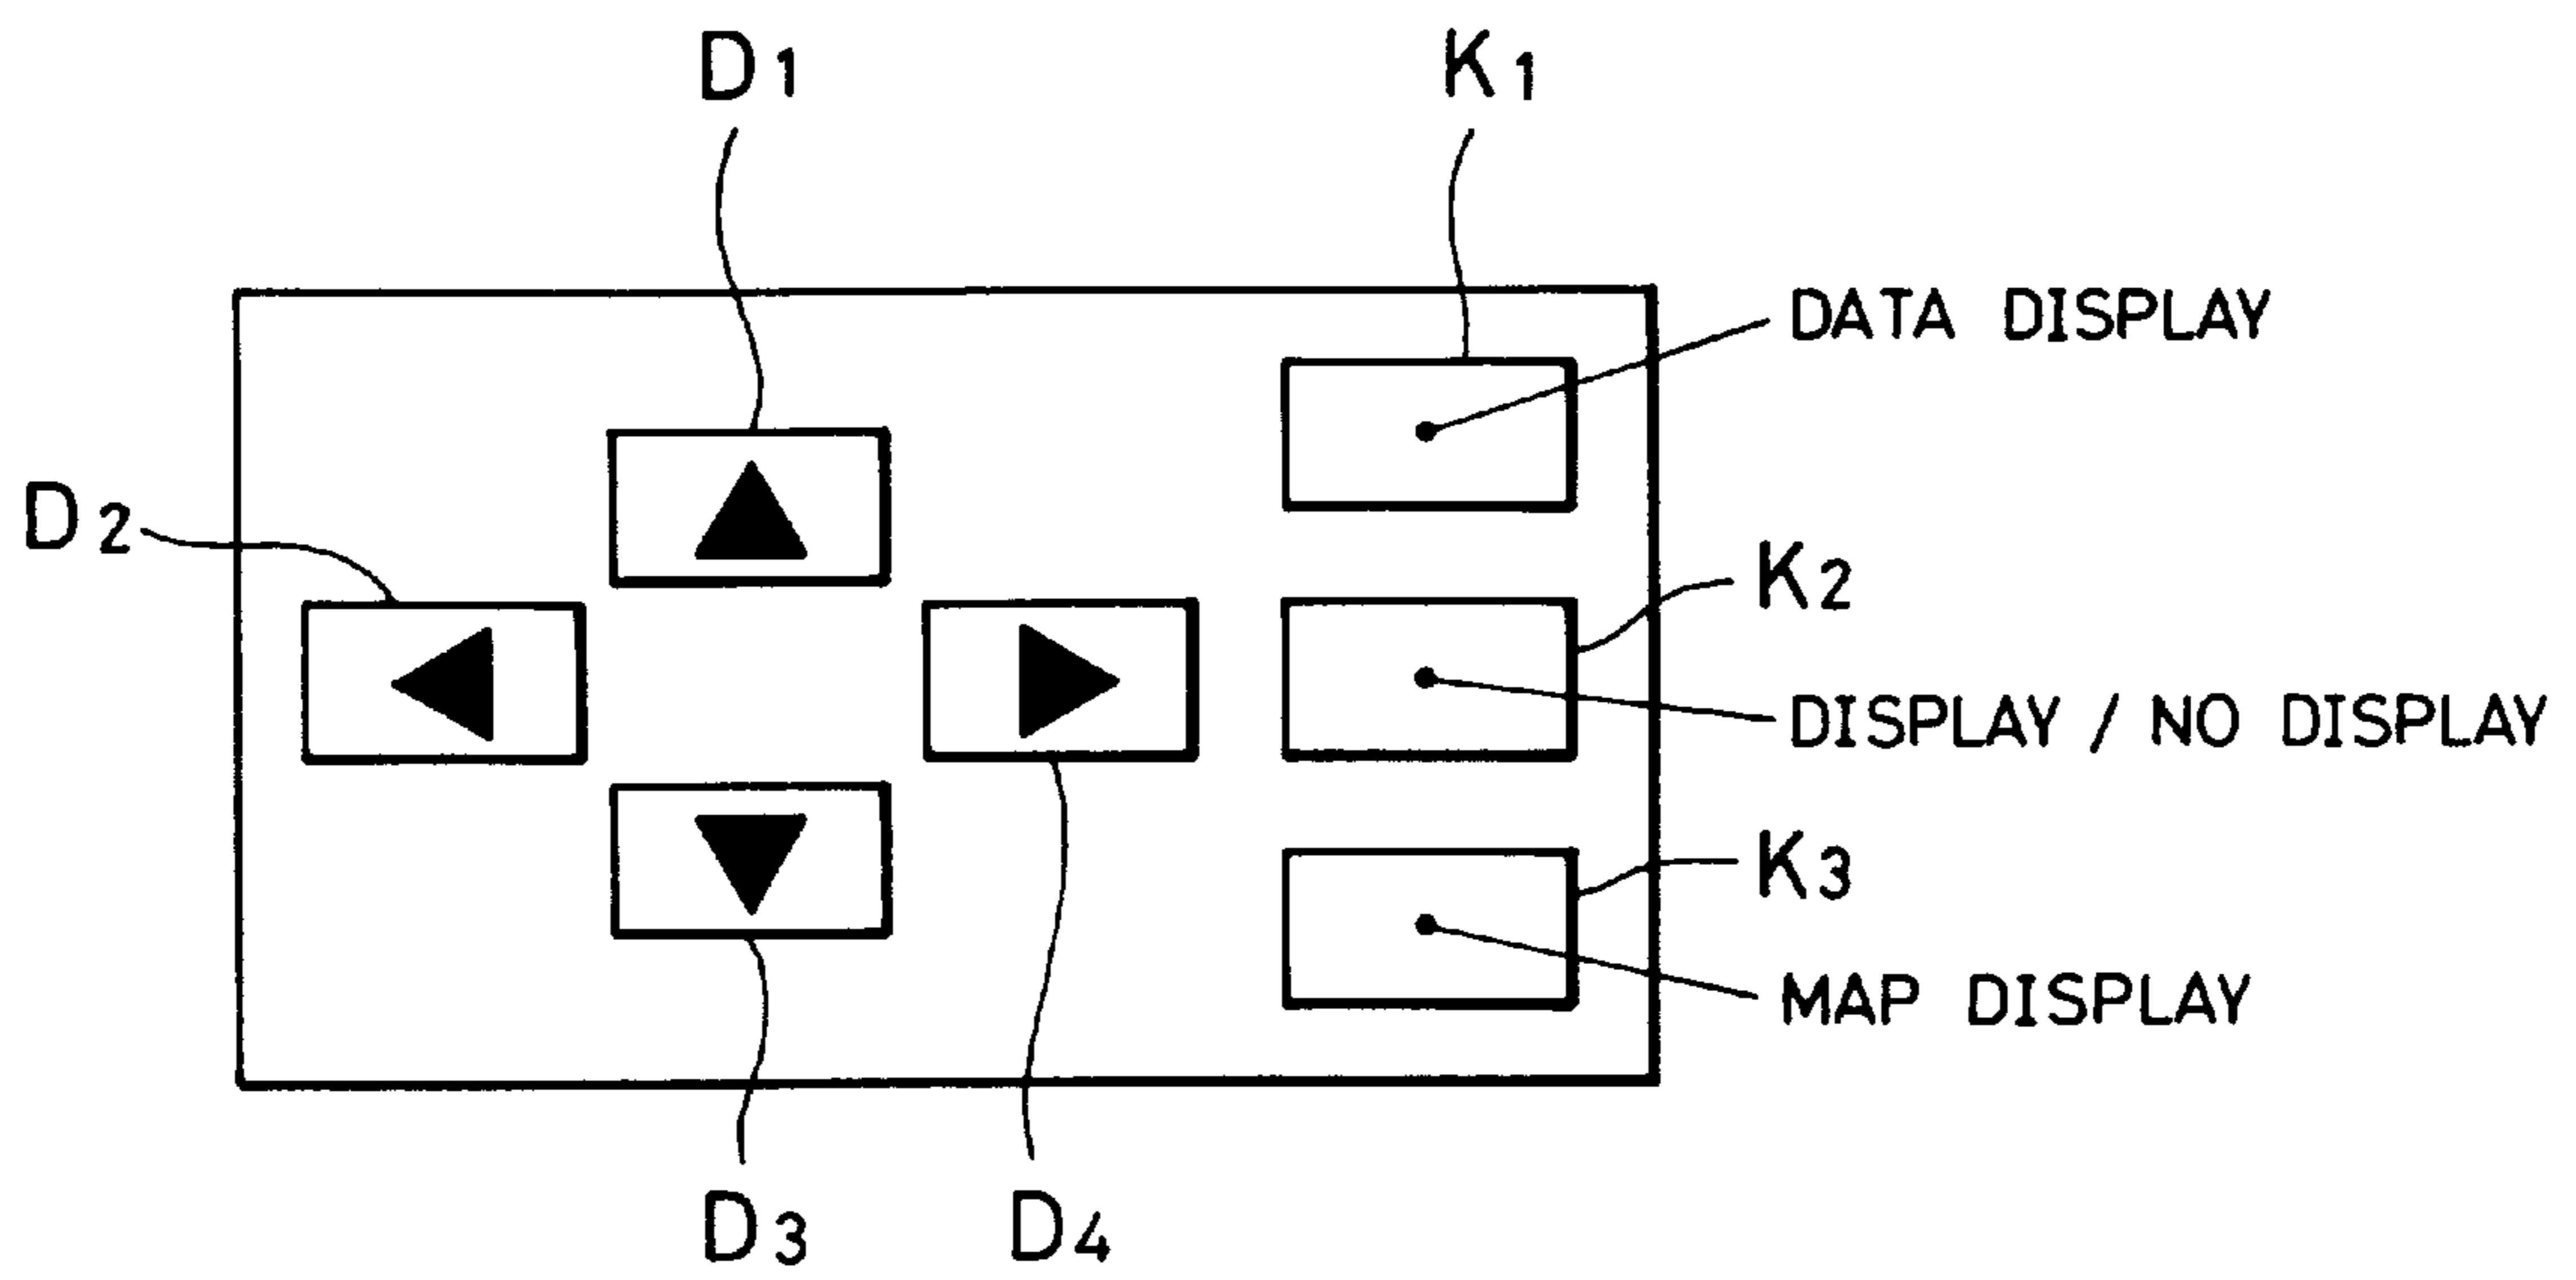 D1
K1
DATA DISPLAY
D2
K2
DISPLAY / NO DISPLAY
K3
MAP DISPLAY
D3
D4